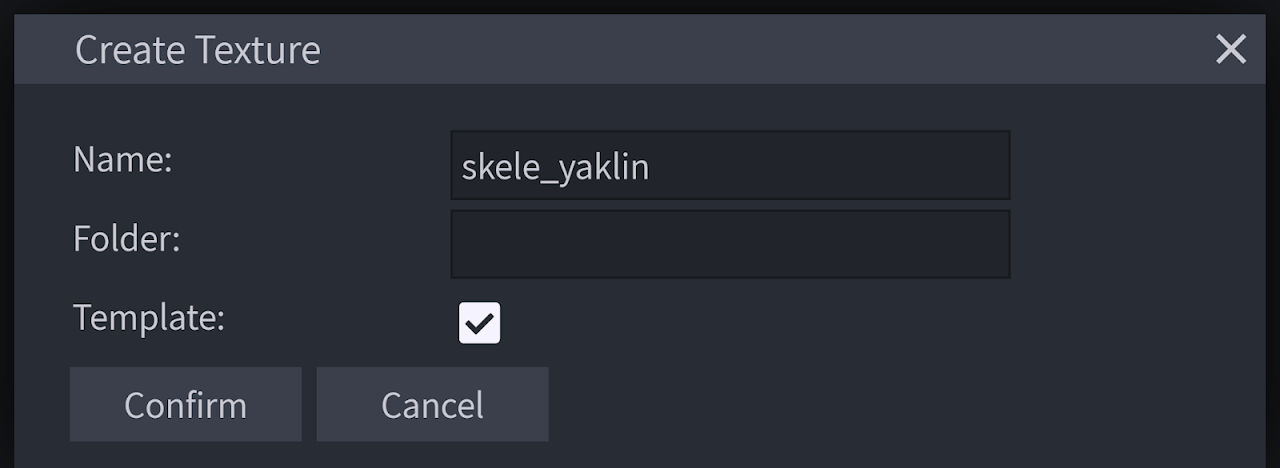 Create Texture
Name: skele_yaklin
Folder:
Template:
Confirm Cancel